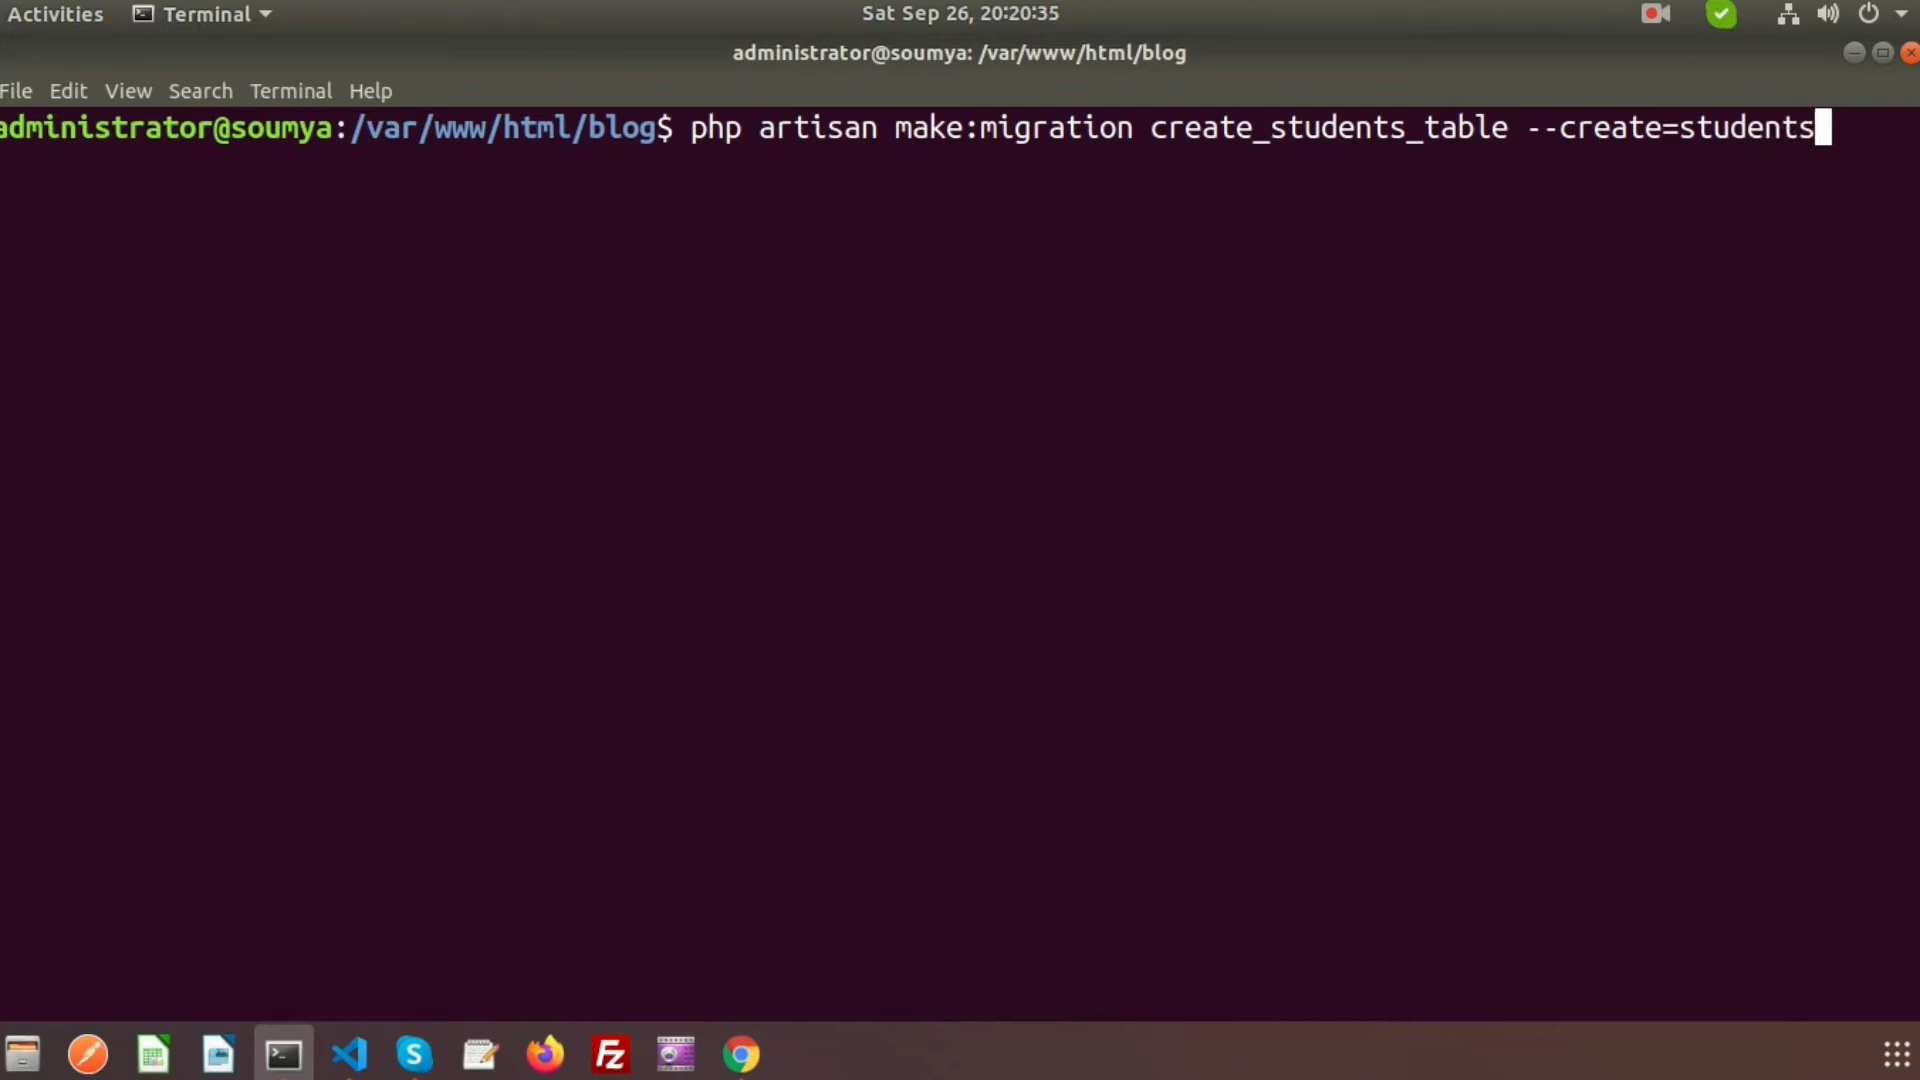 Activities Terminal Sat Sep 26, 20:20:35
administrator@soumya: /var/www/html/blog
File Edit View Search Terminal Help
administrator@soumya:/var/www/html/blog$ php artisan make:migration create_students_table --create=students